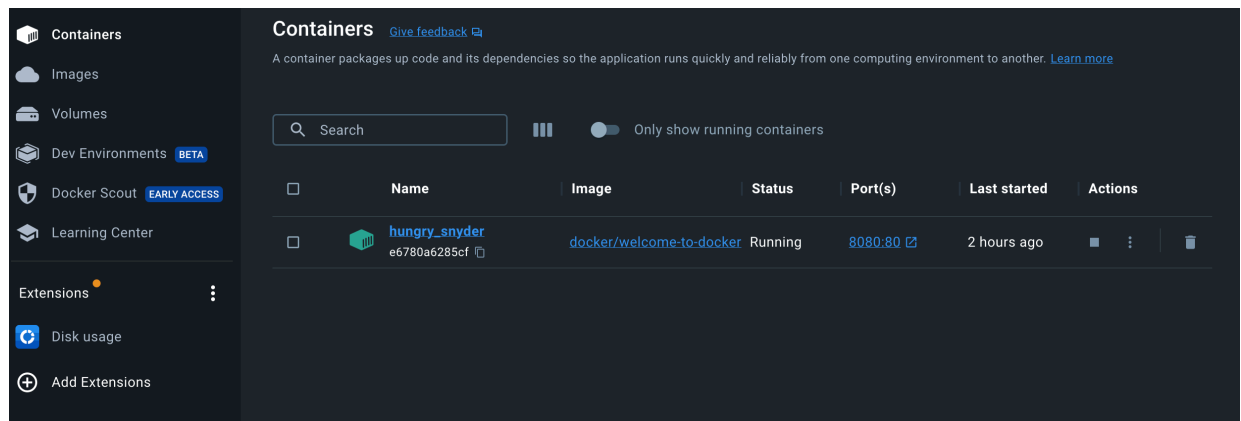 Containers
Images
Volumes
Dev Environments BETA
Docker Scout EARLY ACCESS
Learning Center
Extensions
Disk usage
Add Extensions
Containers Give feedback
A container packages up code and its dependencies so the application runs quickly and reliably from one computing environment to another. Learn more
Search
Only show running containers
Name Image Status Port(s) Last started Actions
hungry_snyder
e6780a6285cf
docker/welcome-to-docker Running 8080:80 2 hours ago